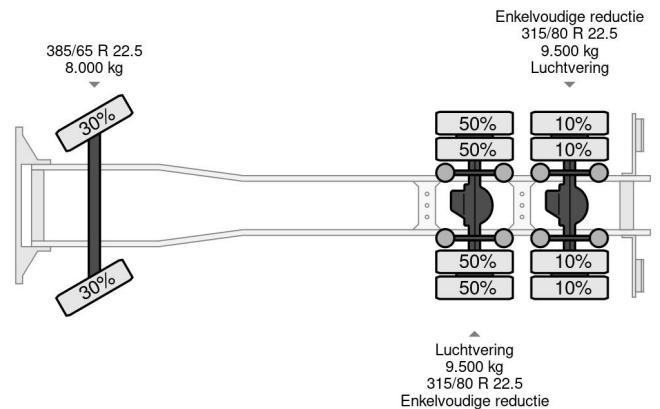 Enkelvoudige reductie
315/80 R 22.5
9.500 kg
Luchtvering
385/65 R 22.5
8.000 kg
30%
50%
10%
50%
10%
50%
10%
30%
50%
10%
Luchtvering
9.500 kg
315/80 R 22.5
Enkelvoudige reductie